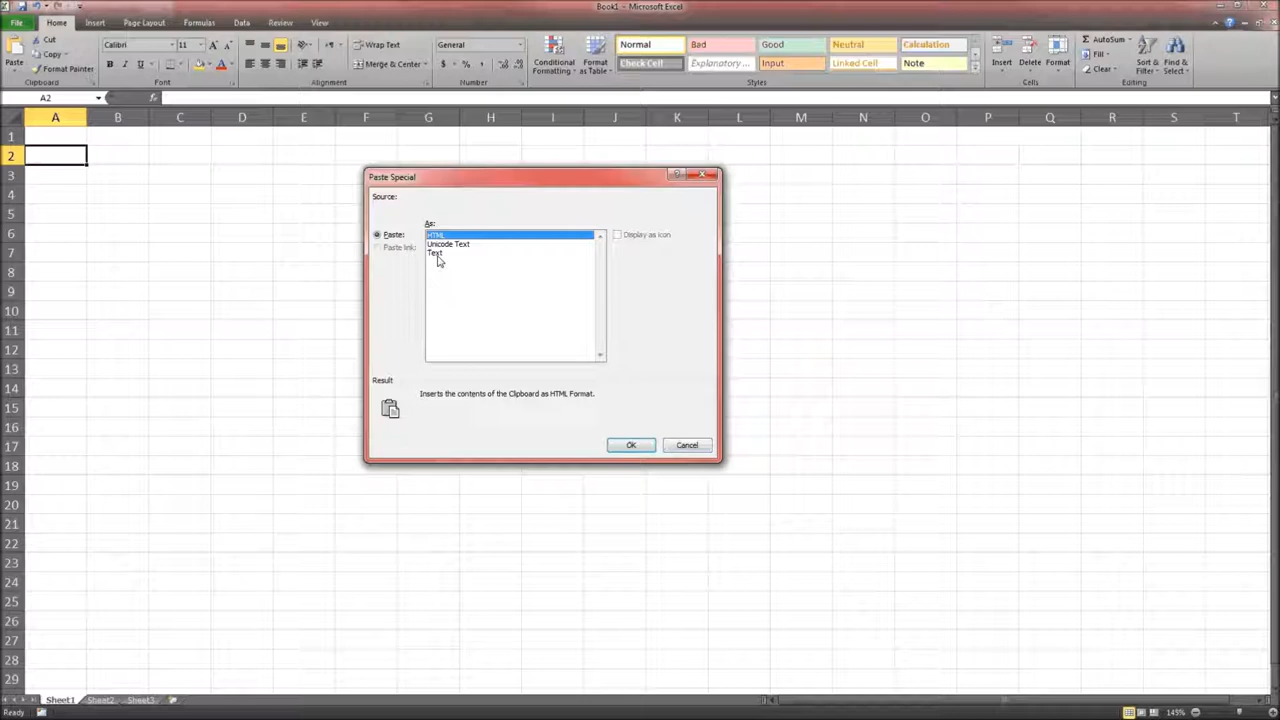 Book1 - Microsoft Excel
File Home Insert Page Layout Formulas Data Review View
Cut
Copy
Format Painter
Paste
Clipboard
Calibri 11
B I U
Font
Wrap Text
Merge & Center
Alignment
General
$ % ,
Number
Conditional Formatting
Format as Table
Normal Bad Good Neutral Calculation
Check Cell Explanatory ... Input Linked Cell Note
Styles
Insert Delete Format
Cells
AutoSum
Fill
Clear
Sort & Filter
Find & Select
Editing
A2 fx
A B C D E F G H I J K L M N O P Q R S T
1
2
3
4
5
6
7
8
9
10
11
12
13
14
15
16
17
18
19
20
21
22
23
24
25
26
27
28
29
Paste Special
Source:
As:
Paste:
Paste link:
HTML
Unicode Text
Text
Display as icon
Result
Inserts the contents of the Clipboard as HTML Format.
OK Cancel
Sheet1 Sheet2 Sheet3
Ready 145%